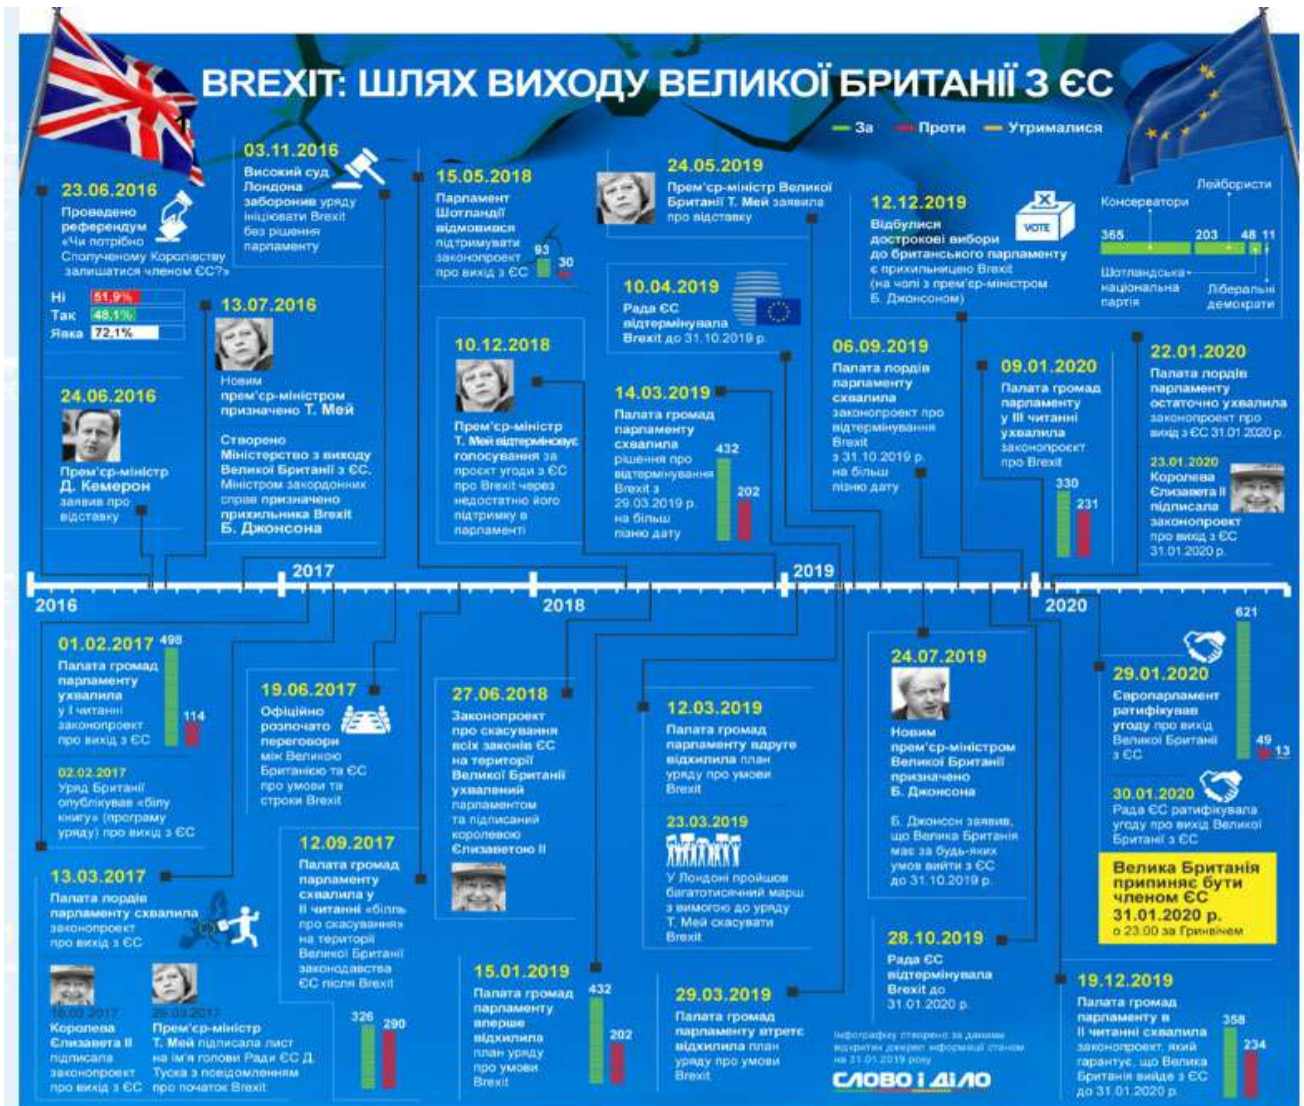 BREXIT: ШЛЯХ ВИХОДУ ВЕЛИКОЇ БРИТАНІЇ З ЄС
За
Проти
Утрималися
23.06.2016
Проведено
референдум
«Чи потрібно
Сполученому Королівству
залишатися членом ЄС?»
Ні 51,9%
Так 48,1%
Явка 72,1%
24.06.2016
Прем'єр-міністр
Д. Кемерон
заявив про
відставку
03.11.2016
Високий суд
Лондона
заборонив уряду
ініціювати Brexit
без рішення
парламенту
13.07.2016
Новим
прем'єр-міністром
призначено Т. Мей
Створено
Міністерство з виходу
Великої Британії з ЄС.
Міністром закордонних
справ призначено
прихильника Brexit
Б. Джонсона
15.05.2018
Парламент
Шотландії
відмовився
підтримувати
законопроект
про вихід з ЄС
93
30
10.12.2018
Прем'єр-міністр
Т. Мей відтерміновує
голосування за
проєкт угоди з ЄС
про Brexit через
недостатню його
підтримку в
парламенті
24.05.2019
Прем'єр-міністр Великої
Британії Т. Мей заявила
про відставку
10.04.2019
Рада ЄС
відтермінувала
Brexit до 31.10.2019 р.
14.03.2019
Палата громад
парламенту
схвалила
рішення про
відтермінування
Brexit з
29.03.2019 р.
на більш
пізню дату
432
202
12.12.2019
Відбулися
дострокові вибори
до британського парламенту
є прихильницею Brexit
(на чолі з прем'єр-міністром
Б. Джонсоном)
VOTE
Лейбористи
Консерватори
365
203
48
11
Шотландська
національна
партія
Ліберальні
демократи
06.09.2019
Палата лордів
парламенту
схвалила
законопроект про
відтермінування
Brexit
з 31.10.2019 р.
на більш
пізню дату
09.01.2020
Палата громад
парламенту
у III читанні
ухвалила
законопроєкт
про Brexit
330
231
22.01.2020
Палата лордів
парламенту
остаточно ухвалила
законопроект про
вихід з ЄС 31.01.2020 р.
23.01.2020
Королева
Єлизавета II
підписала
законопроект
про вихід з ЄС
31.01.2020 р.
2016
2017
2018
2019
2020
01.02.2017
Палата громад
парламенту
ухвалила
у I читанні
законопроект
про вихід з ЄС
498
114
02.02.2017
Уряд Британії
опублікував «білу
книгу» (програму
уряду) про вихід з ЄС
13.03.2017
Палата лордів
парламенту схвалила
законопроект
про вихід з ЄС
16.03.2017
Королева
Єлизавета II
підписала
законопроект
про вихід з ЄС
Прем'єр-міністр
Т. Мей підписала лист
на ім'я голови Ради ЄС Д.
Туска з повідомленням
про початок Brexit
19.06.2017
Офіційно
розпочато
переговори
між Великою
Британією та ЄС
про умови та
строки Brexit
12.09.2017
Палата громад
парламенту
схвалила у
II читанні «білль
про скасування»
на території
Великої Британії
законодавства
ЄС після Brexit
326
290
27.06.2018
Законопроект
про скасування
всіх законів ЄС
на території
Великої Британії
ухвалений
парламентом
та підписаний
королевою
Єлизаветою II
15.01.2019
Палата громад
парламенту
вперше
відхилила
план уряду
про умови
Brexit
432
202
12.03.2019
Палата громад
парламенту вдруге
відхилила план
уряду про умови
Brexit
23.03.2019
У Лондоні пройшов
багатотисячний марш
з вимогою до уряду
Т. Мей скасувати
Brexit
29.03.2019
Палата громад
парламенту втретє
відхилила план
уряду про умови
Brexit
24.07.2019
Новим
прем'єр-міністром
Великої Британії
призначено
Б. Джонсона
Б. Джонсон заявив,
що Велика Британія
має за будь-яких
умов вийти з ЄС
до 31.10.2019 р.
28.10.2019
Рада ЄС
відтермінувала
Brexit до
31.01.2020 р.
Інфографіку створено за даними
відкритих джерел інформації станом
на 31.01.2019 року
СЛОВО і ДІЛО
29.01.2020
Європарламент
ратифікував
угоду про вихід
Великої Британії
з ЄС
621
49
13
30.01.2020
Рада ЄС ратифікувала
угоду про вихід Великої
Британії з ЄС
Велика Британія
припиняє бути
членом ЄС
31.01.2020 р.
о 23:00 за Гринвічем
19.12.2019
Палата громад
парламенту в
II читанні схвалила
законопроект, який
гарантує, що Велика
Британія вийде з ЄС
до 31.01.2020 р.
358
234